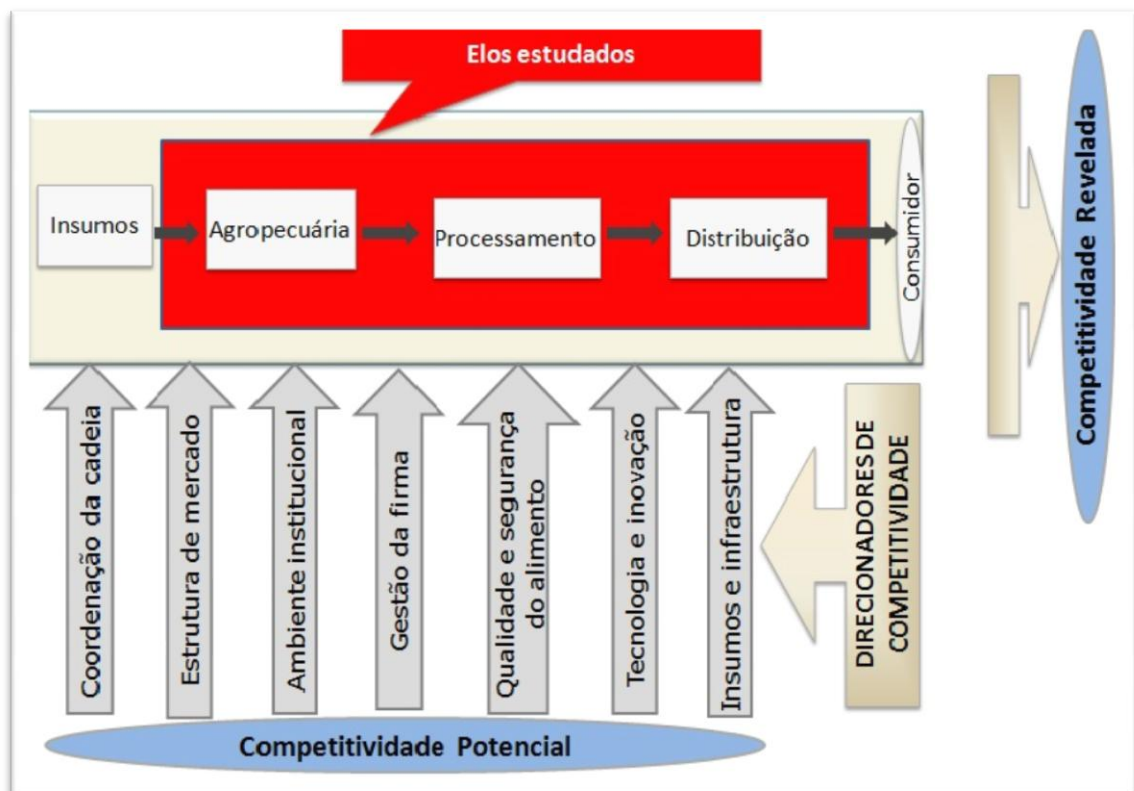 Elos estudados
Insumos
Agropecuária
Processamento
Distribuição
Consumidor
Competitividade Revelada
Coordenação da cadeia
Estrutura de mercado
Ambiente institucional
Gestão da firma
Qualidade e segurança
do alimento
Tecnologia e inovação
Insumos e infraestrutura
DIRECIONADORES DE
COMPETITIVIDADE
Competitividade Potencial